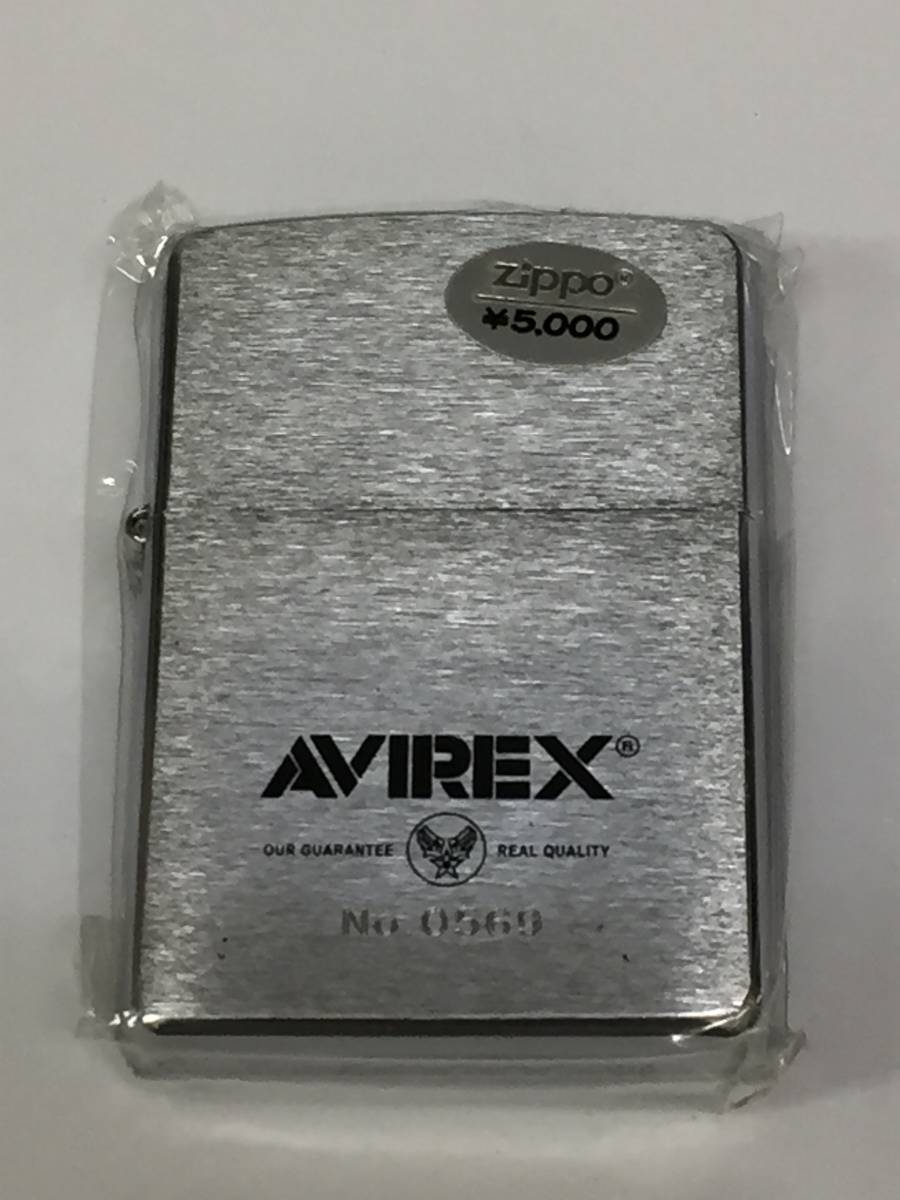 Zippo®
¥5.000
AVIREX®
OUR GUARANTEE REAL QUALITY
No 0569